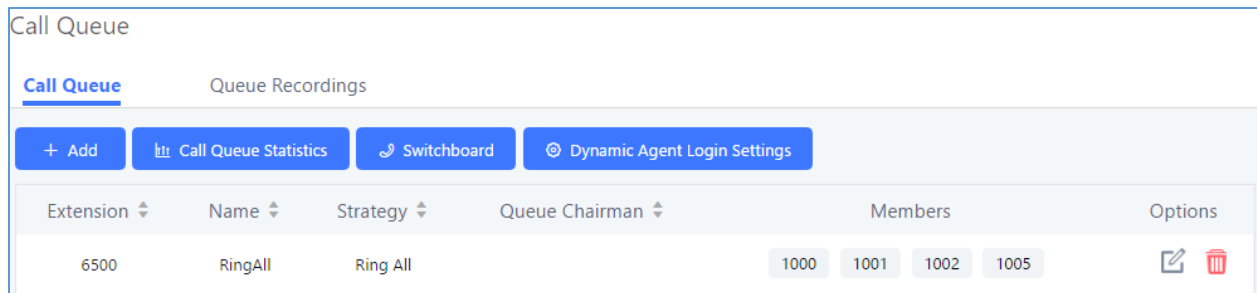 Call Queue
Call Queue Queue Recordings
+ Add Call Queue Statistics Switchboard Dynamic Agent Login Settings
Extension Name Strategy Queue Chairman Members Options
6500 RingAll Ring All 1000 1001 1002 1005